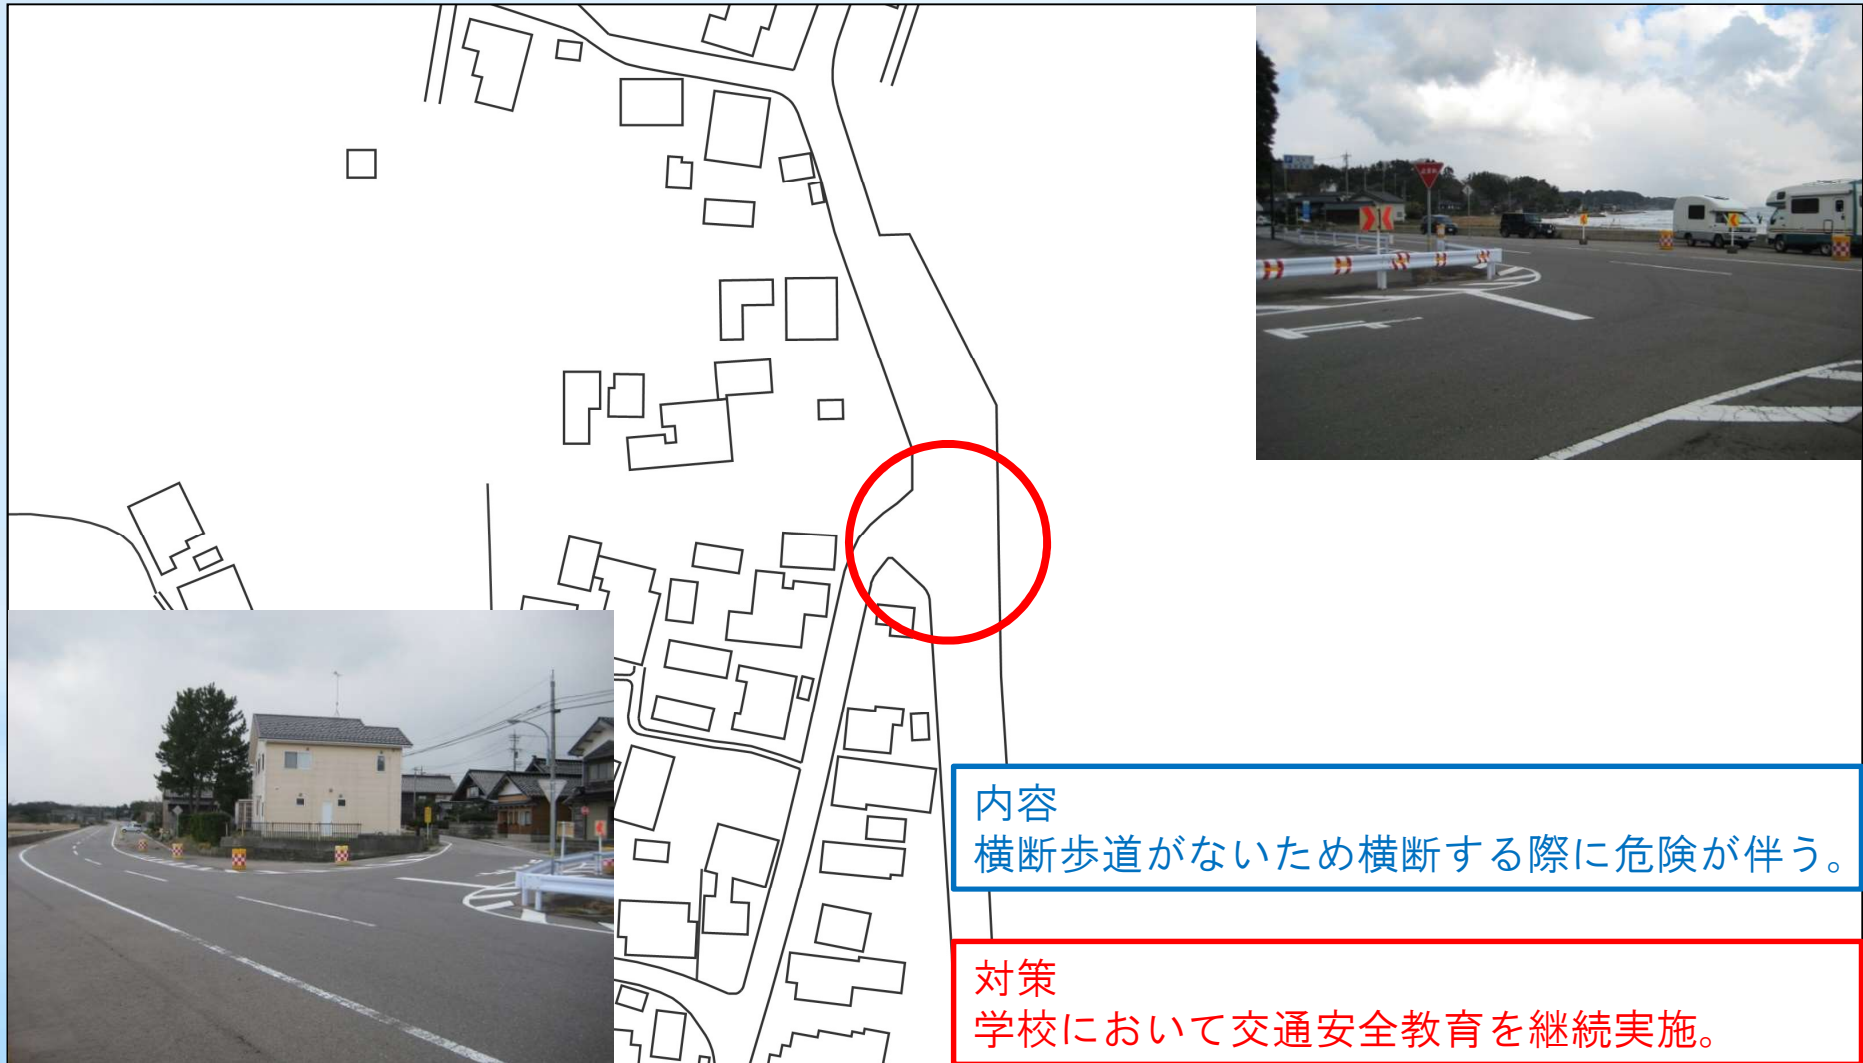 内容
横断歩道がないため横断する際に危険が伴う。
対策
学校において交通安全教育を継続実施。